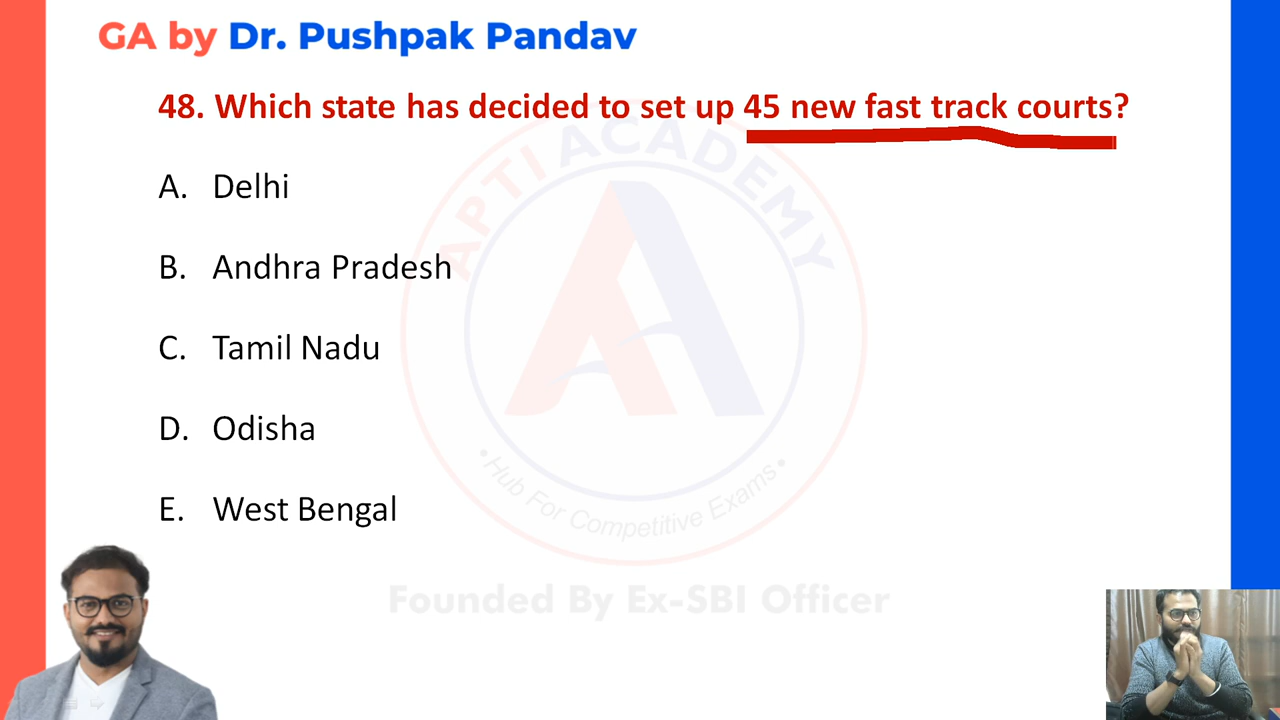 GA by Dr. Pushpak Pandav
48. Which state has decided to set up 45 new fast track courts?
A. Delhi
B. Andhra Pradesh
C. Tamil Nadu
D. Odisha
E. West Bengal
APTI ACADEMY
•Hub For Competitive Exams•
Founded By Ex-SBI Officer